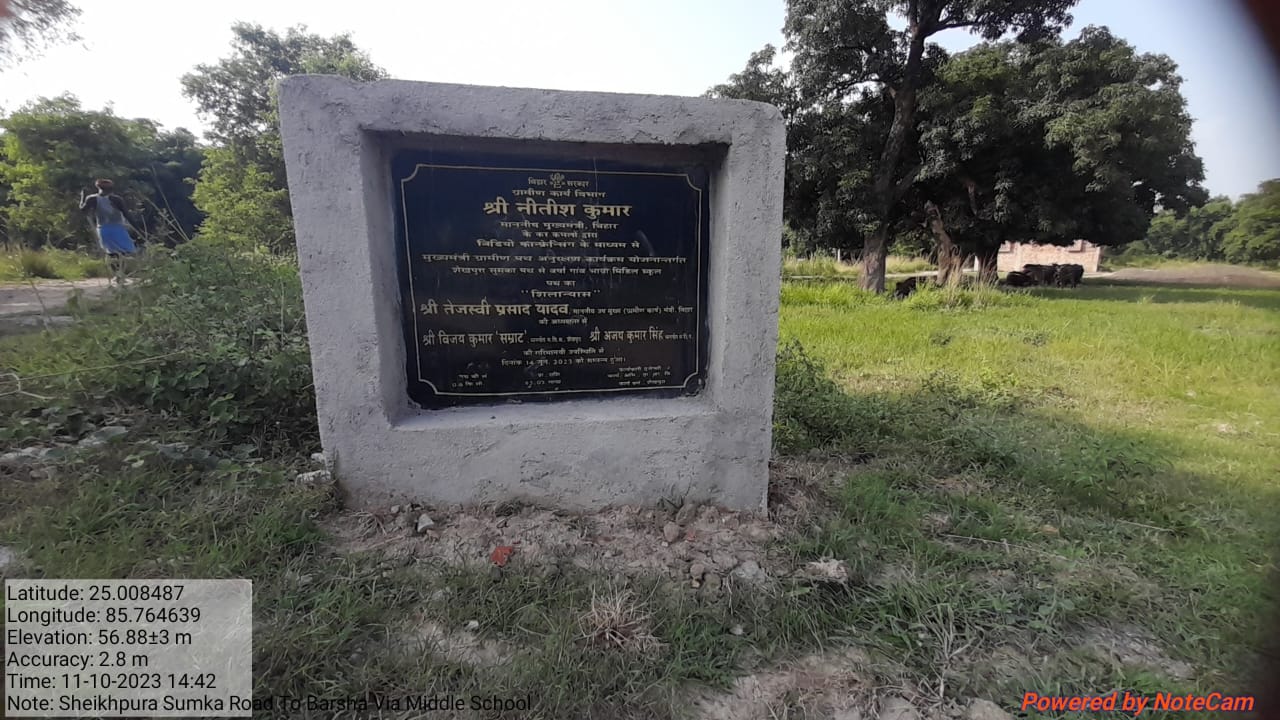 बिहार सरकार
ग्रामीण कार्य विभाग
श्री नीतीश कुमार
माननीय मुख्यमंत्री, बिहार
के कर कमलों द्वारा
विडियो कान्फ्रेन्सिंग के माध्यम से
मुख्यमंत्री ग्रामीण पथ अनुरक्षण कार्यक्रम योजनान्तर्गत
शेखपुरा सुमका पथ से वर्षा गांव भाया मिडिल स्कूल
पथ का
"शिलान्यास"
श्री तेजस्वी प्रसाद यादव, माननीय उप मुख्य (ग्रामीण कार्य) मंत्री, बिहार
की अध्यक्षता में
श्री विजय कुमार 'सम्राट' श्री अजय कुमार सिंह
की गरिमामयी उपस्थिति में
दिनांक 14 जून, 2023 को सम्पन्न हुआ।
Latitude: 25.008487
Longitude: 85.764639
Elevation: 56.88±3 m
Accuracy: 2.8 m
Time: 11-10-2023 14:42
Note: Sheikhpura Sumka Road To Barsha Via Middle School
Powered by NoteCam